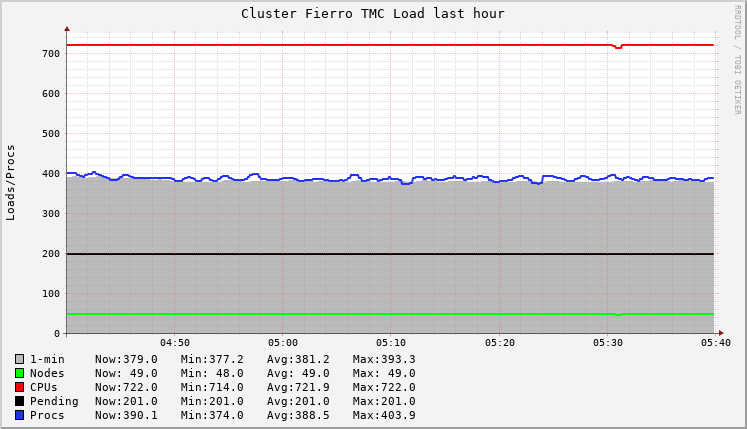 Cluster Fierro TMC Load last hour
RRDTOOL / TOBI OETIKER
Loads/Procs
700
600
500
400
300
200
100
0
04:50 05:00 05:10 05:20 05:30 05:40
1-min Now:379.0 Min:377.2 Avg:381.2 Max:393.3
Nodes Now: 49.0 Min: 48.0 Avg: 49.0 Max: 49.0
CPUs Now:722.0 Min:714.0 Avg:721.9 Max:722.0
Pending Now:201.0 Min:201.0 Avg:201.0 Max:201.0
Procs Now:390.1 Min:374.0 Avg:388.5 Max:403.9